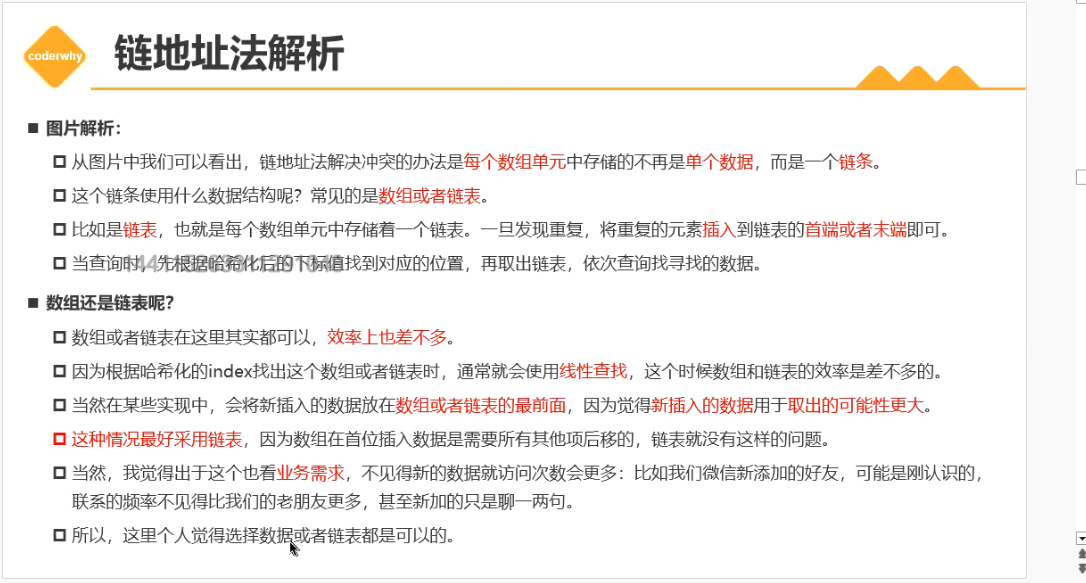 coderwhy
链地址法解析
■ 图片解析：
从图片中我们可以看出，链地址法解决冲突的办法是每个数组单元中存储的不再是单个数据，而是一个链条。
这个链条使用什么数据结构呢？常见的是数组或者链表。
比如是链表，也就是每个数组单元中存储着一个链表。一旦发现重复，将重复的元素插入到链表的首端或者末端即可。
当查询时，先根据哈希化后的下标值找到对应的位置，再取出链表，依次查询找寻找的数据。
■ 数组还是链表呢？
数组或者链表在这里其实都可以，效率上也差不多。
因为根据哈希化的index找出这个数组或者链表时，通常就会使用线性查找，这个时候数组和链表的效率是差不多的。
当然在某些实现中，会将新插入的数据放在数组或者链表的最前面，因为觉得新插入的数据用于取出的可能性更大。
这种情况最好采用链表，因为数组在首位插入数据是需要所有其他项后移的，链表就没有这样的问题。
当然，我觉得出于这个也看业务需求，不见得新的数据就访问次数会更多：比如我们微信新添加的好友，可能是刚认识的，
联系的频率不见得比我们的老朋友更多，甚至新加的只是聊一两句。
所以，这里个人觉得选择数据或者链表都是可以的。